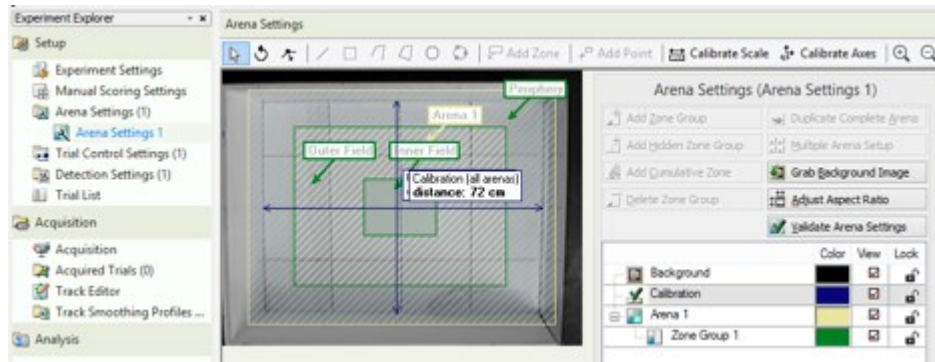 Experiment Explorer
Setup
Experiment Settings
Manual Scoring Settings
Arena Settings (1)
Arena Settings 1
Trial Control Settings (1)
Detection Settings (1)
Trial List
Acquisition
Acquisition
Acquired Trials (0)
Track Editor
Track Smoothing Profiles ...
Analysis
Arena Settings
Add Zone Add Point Calibrate Scale Calibrate Axes
Periphery
Arena 1
Outer Field Inner Field
Calibration (all arenas)
distance: 72 cm
Arena Settings (Arena Settings 1)
Add Zone Group Duplicate Complete Arena
Add Hidden Zone Group Multiple Arena Setup
Add Cumulative Zone Grab Background Image
Delete Zone Group Adjust Aspect Ratio
Validate Arena Settings
Color View Lock
Background
Calibration
Arena 1
Zone Group 1